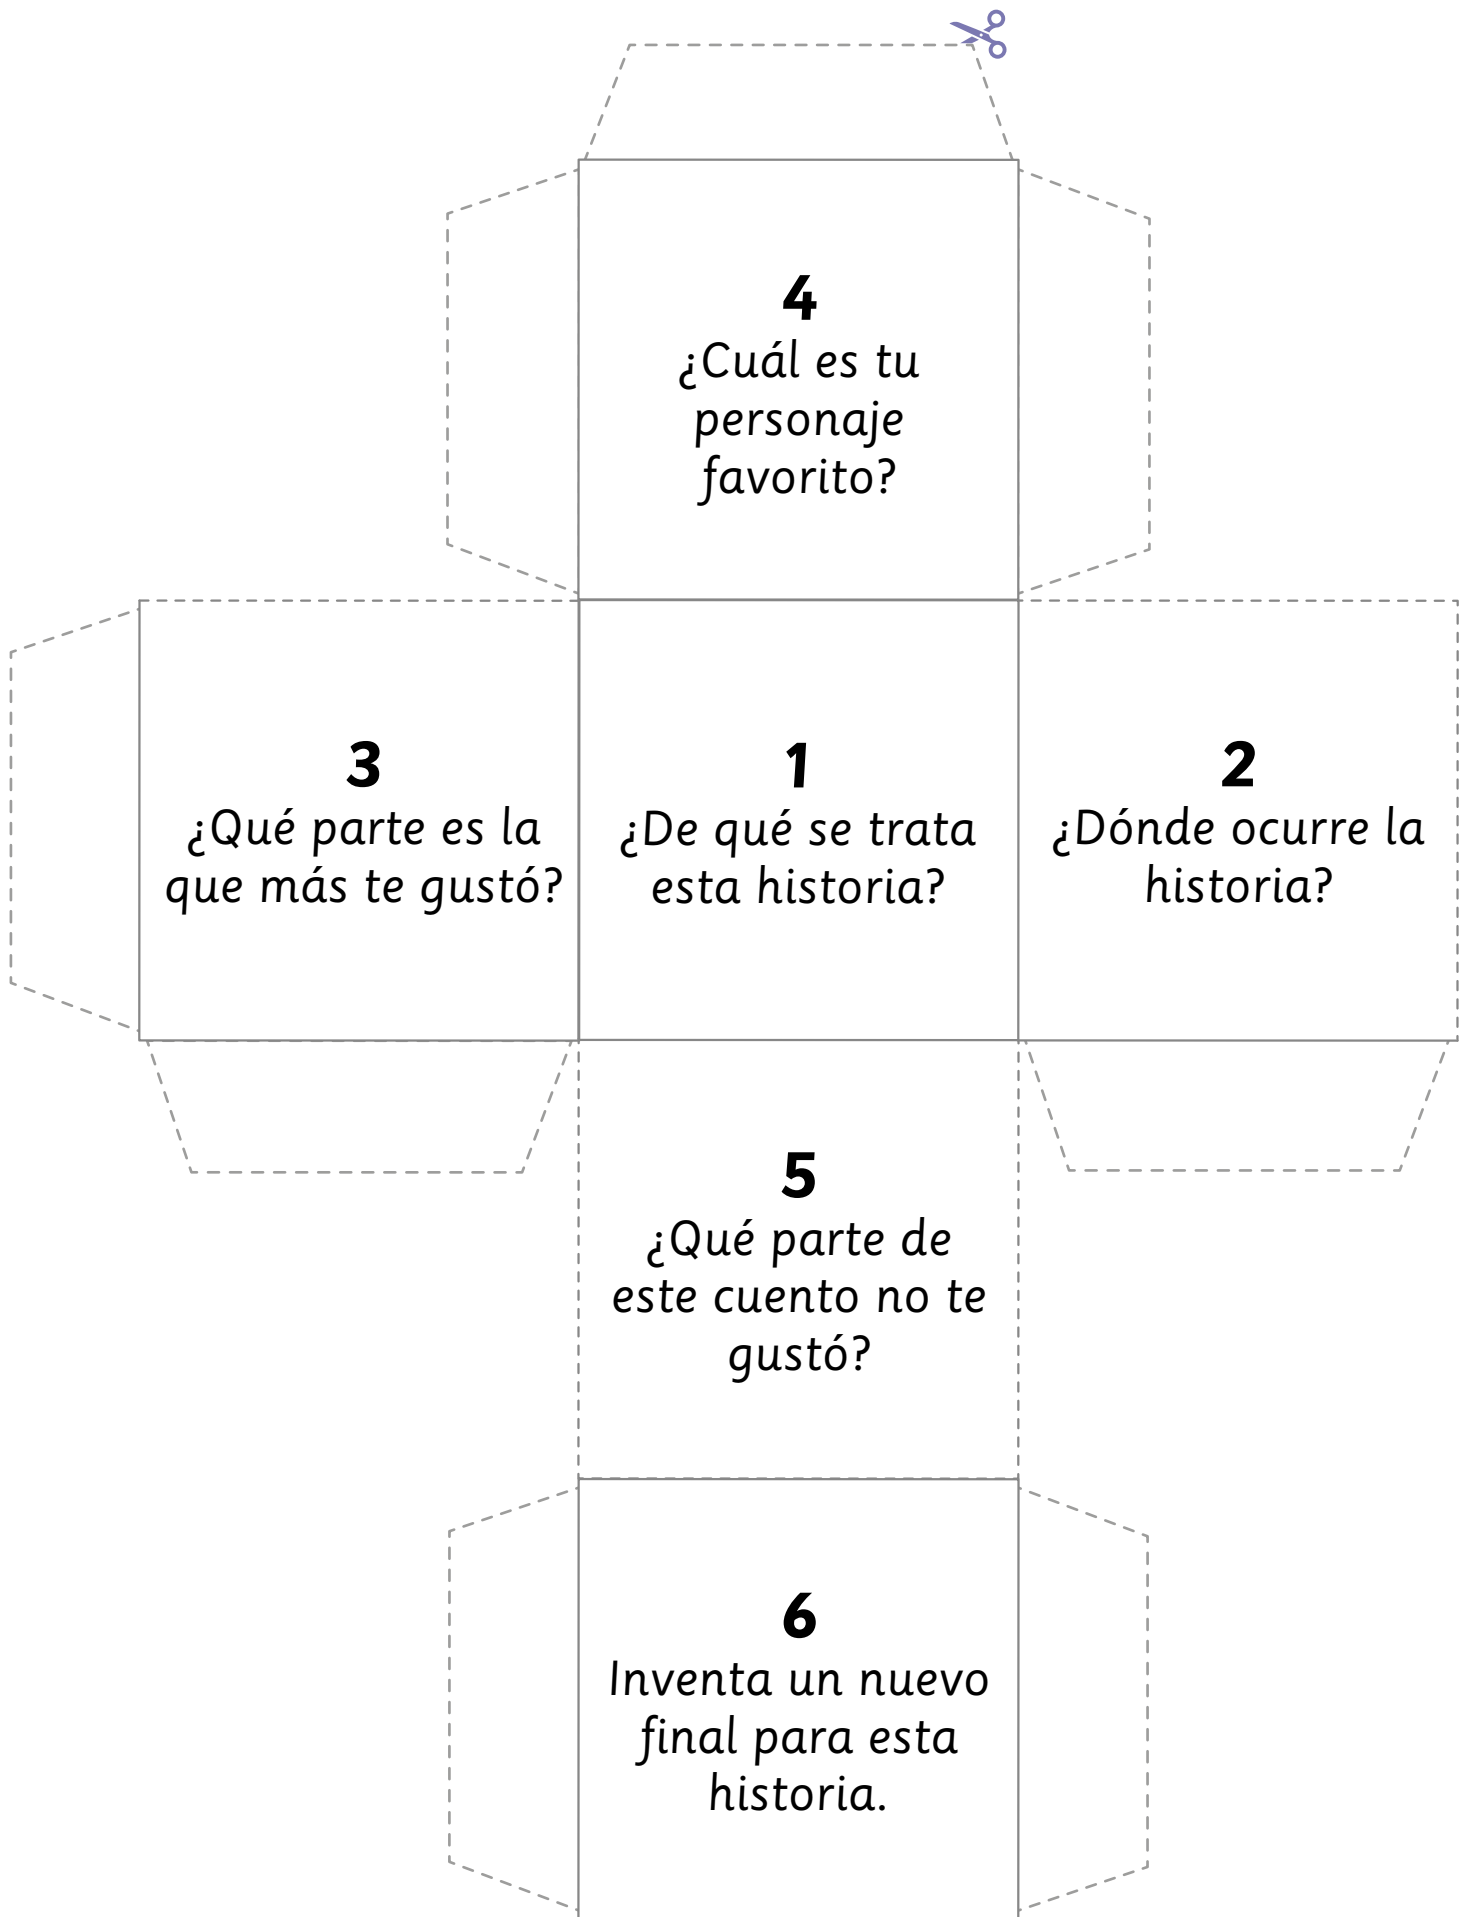 4
¿Cuál es tu
personaje
favorito?
3
¿Qué parte es la
que más te gustó?
1
¿De qué se trata
esta historia?
2
¿Dónde ocurre la
historia?
5
¿Qué parte de
este cuento no te
gustó?
6
Inventa un nuevo
final para esta
historia.